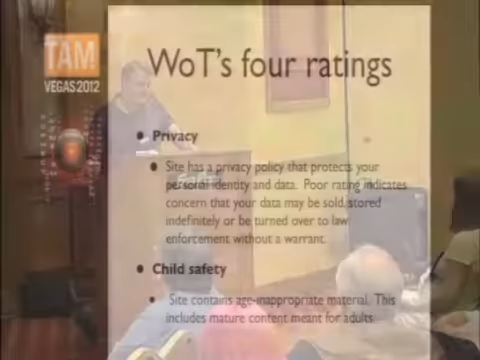 TAM!
VEGAS 2012
WoT's four ratings
• Privacy
• Site has a privacy policy that protects your
personal identity and data. Poor rating indicates
concern that your data may be sold, stored
indefinitely or be turned over to law
enforcement without a warrant.
• Child safety
• Site contains age-inappropriate material. This
includes mature content meant for adults.